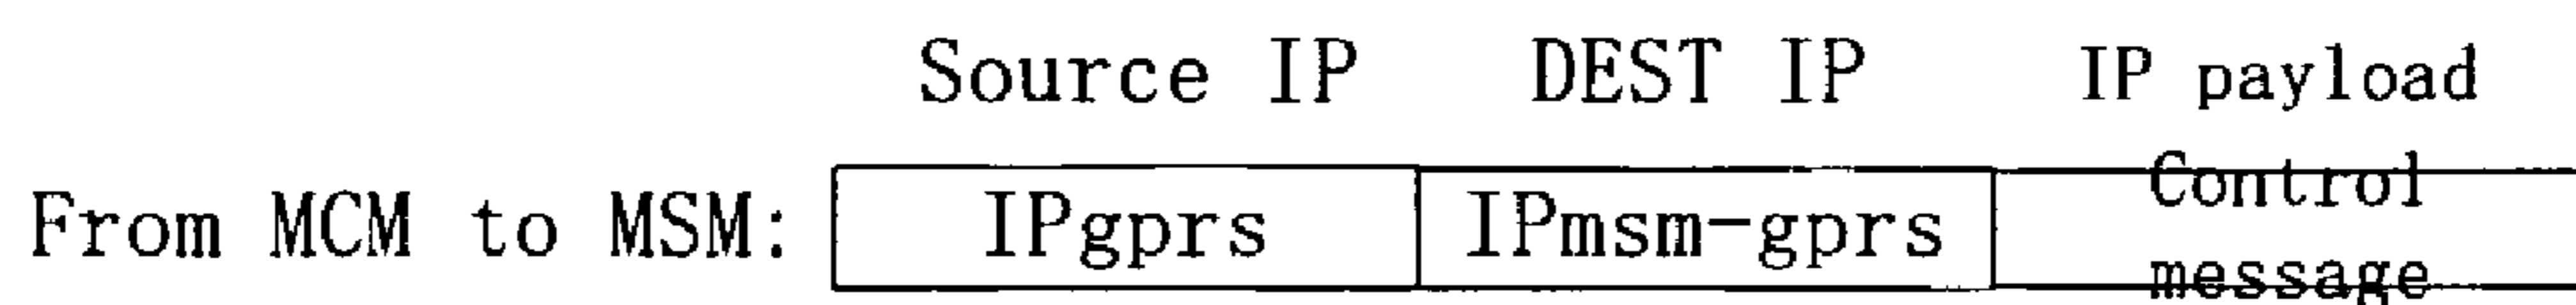 Source IP DEST IP IP payload
From MCM to MSM: IPgprs IPmsm-gprs Control
message